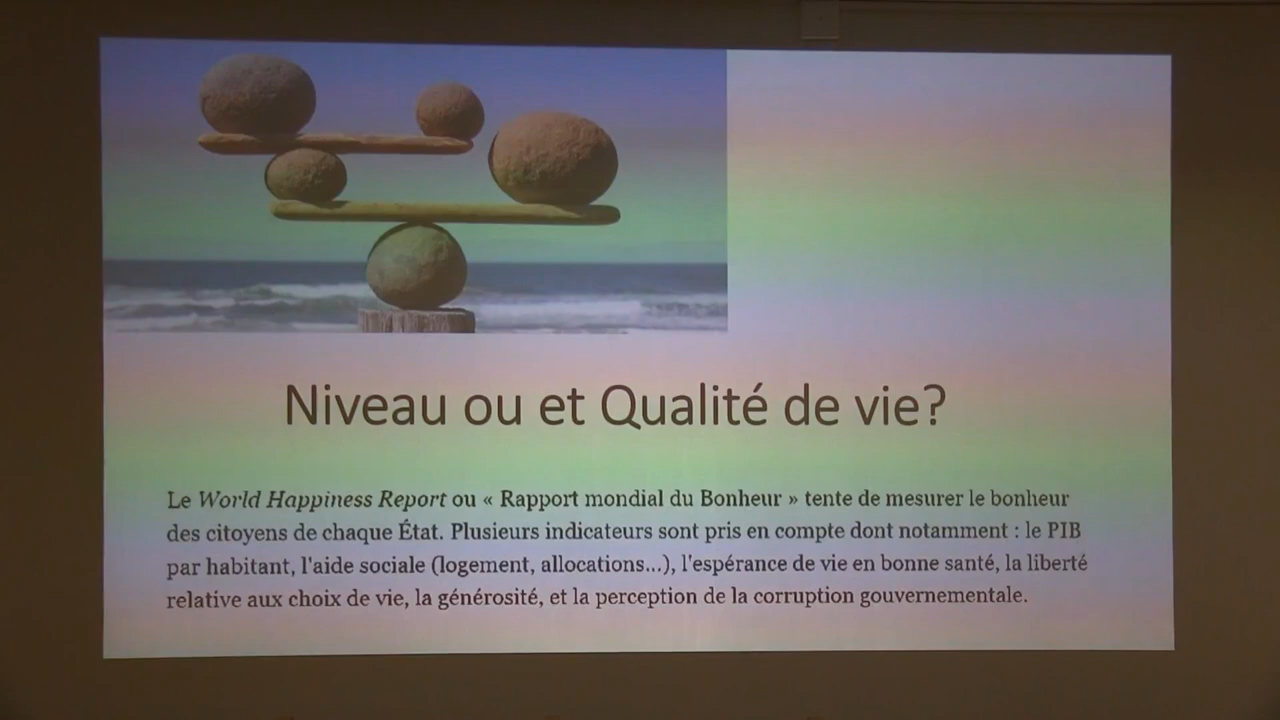 Niveau ou et Qualité de vie?
Le World Happiness Report ou « Rapport mondial du Bonheur » tente de mesurer le bonheur
des citoyens de chaque État. Plusieurs indicateurs sont pris en compte dont notamment : le PIB
par habitant, l'aide sociale (logement, allocations...), l'espérance de vie en bonne santé, la liberté
relative aux choix de vie, la générosité, et la perception de la corruption gouvernementale.